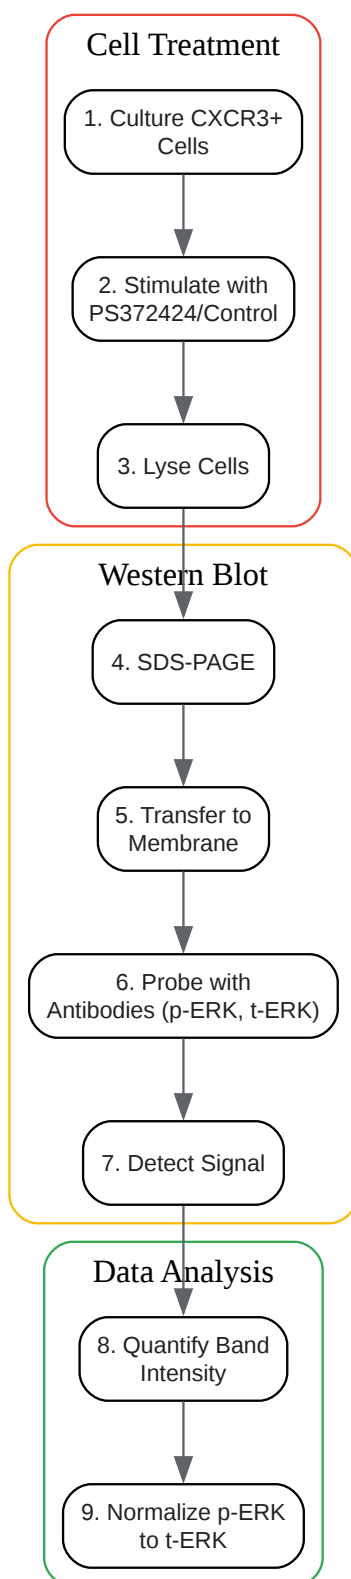 Cell Treatment
1. Culture CXCR3+
Cells
2. Stimulate with
PS372424/Control
3. Lyse Cells
Western Blot
4. SDS-PAGE
5. Transfer to
Membrane
6. Probe with
Antibodies (p-ERK, t-ERK)
7. Detect Signal
Data Analysis
8. Quantify Band
Intensity
9. Normalize p-ERK
to t-ERK